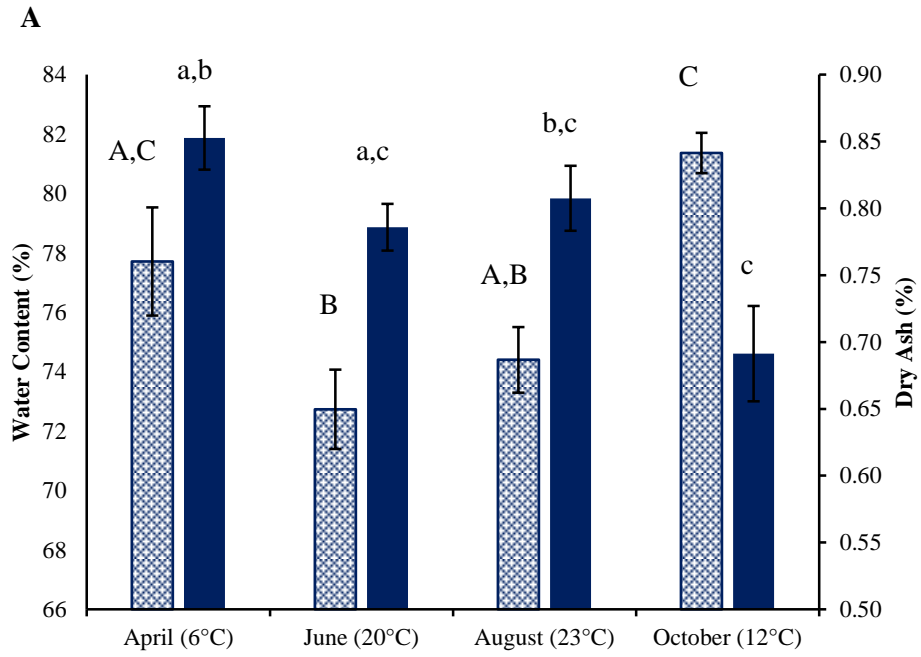 A
84
82
80
78
76
74
72
70
68
66
Water Content (%)
A,C
a,b
B
a,c
A,B
b,c
C
c
0.90
0.85
0.80
0.75
0.70
0.65
0.60
0.55
0.50
Dry Ash (%)
April (6°C)
June (20°C)
August (23°C)
October (12°C)